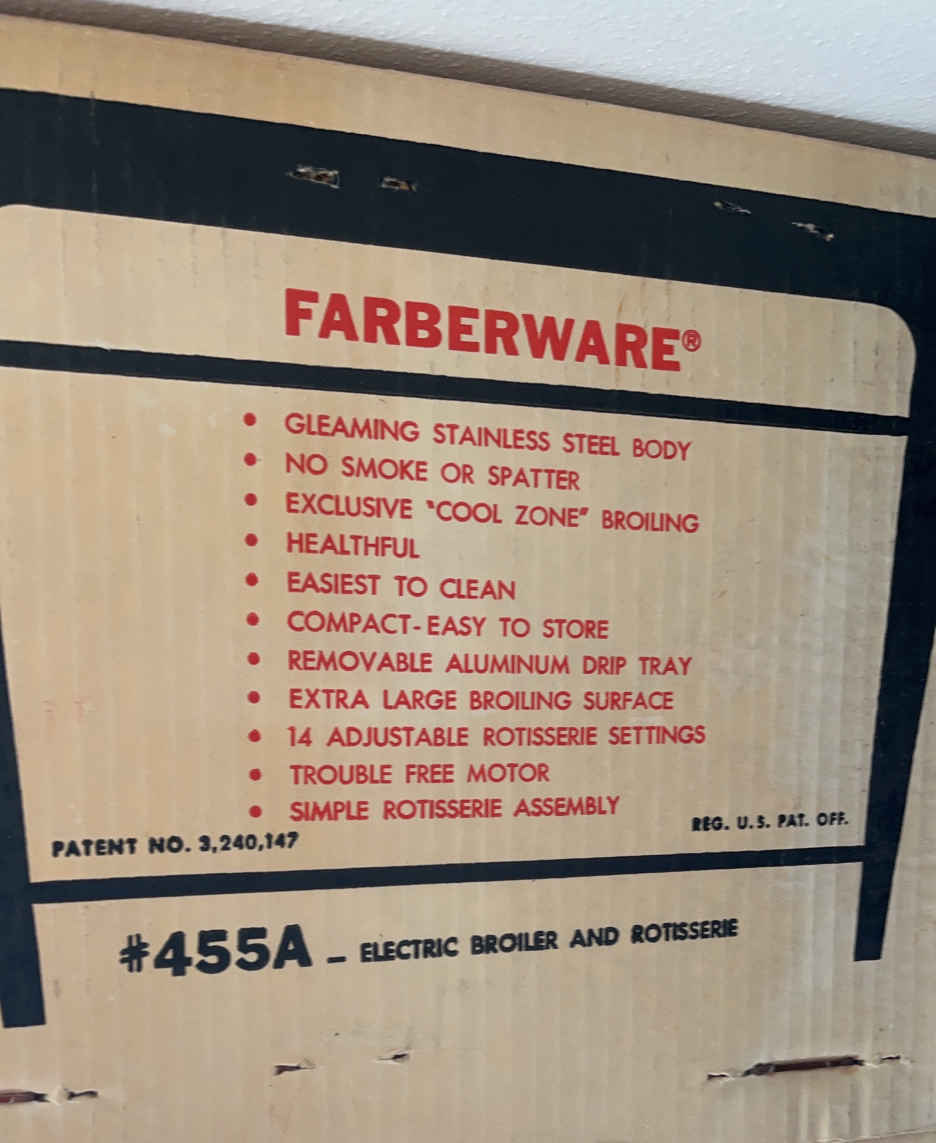 FARBERWARE®
• GLEAMING STAINLESS STEEL BODY
• NO SMOKE OR SPATTER
• EXCLUSIVE "COOL ZONE" BROILING
• HEALTHFUL
• EASIEST TO CLEAN
• COMPACT-EASY TO STORE
• REMOVABLE ALUMINUM DRIP TRAY
• EXTRA LARGE BROILING SURFACE
• 14 ADJUSTABLE ROTISSERIE SETTINGS
• TROUBLE FREE MOTOR
• SIMPLE ROTISSERIE ASSEMBLY
PATENT NO. 3,240,147
REG. U.S. PAT. OFF.
#455A – ELECTRIC BROILER AND ROTISSERIE